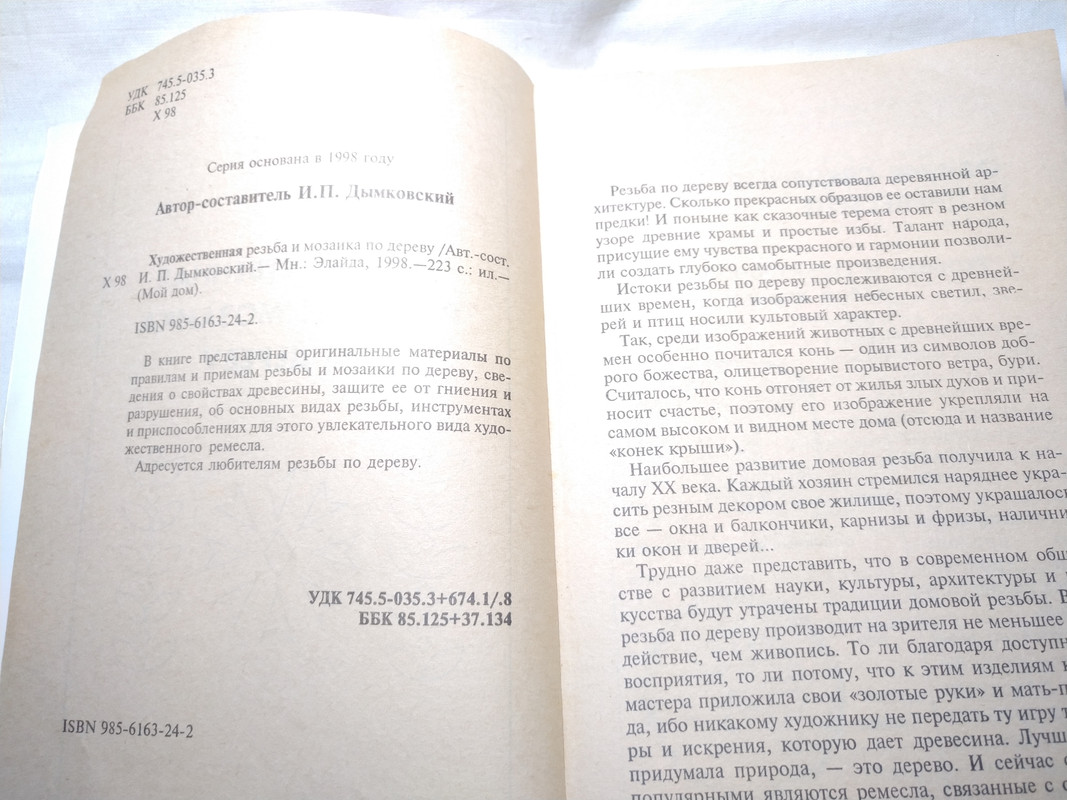 УДК 745.5-035.3
ББК 85.125
Х 98
Серия основана в 1998 году
Автор-составитель И.П. Дымковский
Художественная резьба и мозаика по дереву /Авт.-сост.
Х 98 И. П. Дымковский.— Мн.: Элайда, 1998.—223 с.: ил.—
(Мой дом).
ISBN 985-6163-24-2.
В книге представлены оригинальные материалы по
правилам и приемам резьбы и мозаики по дереву, све-
дения о свойствах древесины, защите ее от гниения и
разрушения, об основных видах резьбы, инструментах
и приспособлениях для этого увлекательного вида худо-
жественного ремесла.
Адресуется любителям резьбы по дереву.
УДК 745.5-035.3+674.1/.8
ББК 85.125+37.134
ISBN 985-6163-24-2
Резьба по дереву всегда сопутствовала деревянной ар-
хитектуре. Сколько прекрасных образцов ее оставили нам
предки! И поныне как сказочные терема стоят в резном
узоре древние храмы и простые избы. Талант народа,
присущие ему чувства прекрасного и гармонии позволи-
ли создать глубоко самобытные произведения.
Истоки резьбы по дереву прослеживаются с древней-
ших времен, когда изображения небесных светил, зве-
рей и птиц носили культовый характер.
Так, среди изображений животных с древнейших вре-
мен особенно почитался конь — один из символов доб-
рого божества, олицетворение порывистого ветра, бури.
Считалось, что конь отгоняет от жилья злых духов и при-
носит счастье, поэтому его изображение укрепляли на
самом высоком и видном месте дома (отсюда и название
«конек крыши»).
Наибольшее развитие домовая резьба получила к на-
чалу XX века. Каждый хозяин стремился наряднее укра-
сить резным декором свое жилище, поэтому украшалось
все — окна и балкончики, карнизы и фризы, налични
ки окон и дверей...
Трудно даже представить, что в современном общ
стве с развитием науки, культуры, архитектуры и
кусства будут утрачены традиции домовой резьбы. В
резьба по дереву производит на зрителя не меньшее
действие, чем живопись. То ли благодаря доступн
восприятия, то ли потому, что к этим изделиям
мастера приложила свои «золотые руки» и мать-п
да, ибо никакому художнику не передать ту игру т
ры и искрения, которую дает древесина. Лучш
придумала природа, — это дерево. И сейчас
популярными являются ремесла, связанные с